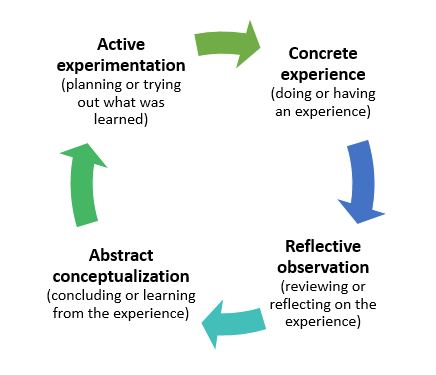 Active
experimentation
(planning or trying
out what was
learned)
Concrete
experience
(doing or having
an experience)
Reflective
observation
(reviewing or
reflecting on the
experience)
Abstract
conceptualization
(concluding or learning
from the experience)